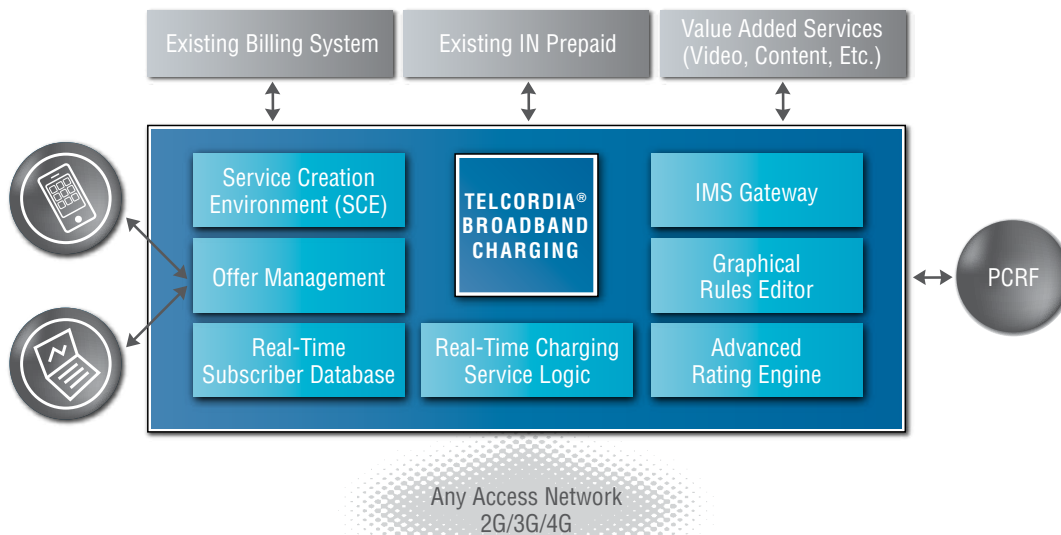 Existing Billing System
Existing IN Prepaid
Value Added Services
(Video, Content, Etc.)
Service Creation
Environment (SCE)
TELCORDIA®
BROADBAND
CHARGING
IMS Gateway
Offer Management
Graphical
Rules Editor
PCRF
Real-Time
Subscriber Database
Real-Time Charging
Service Logic
Advanced
Rating Engine
Any Access Network
2G/3G/4G